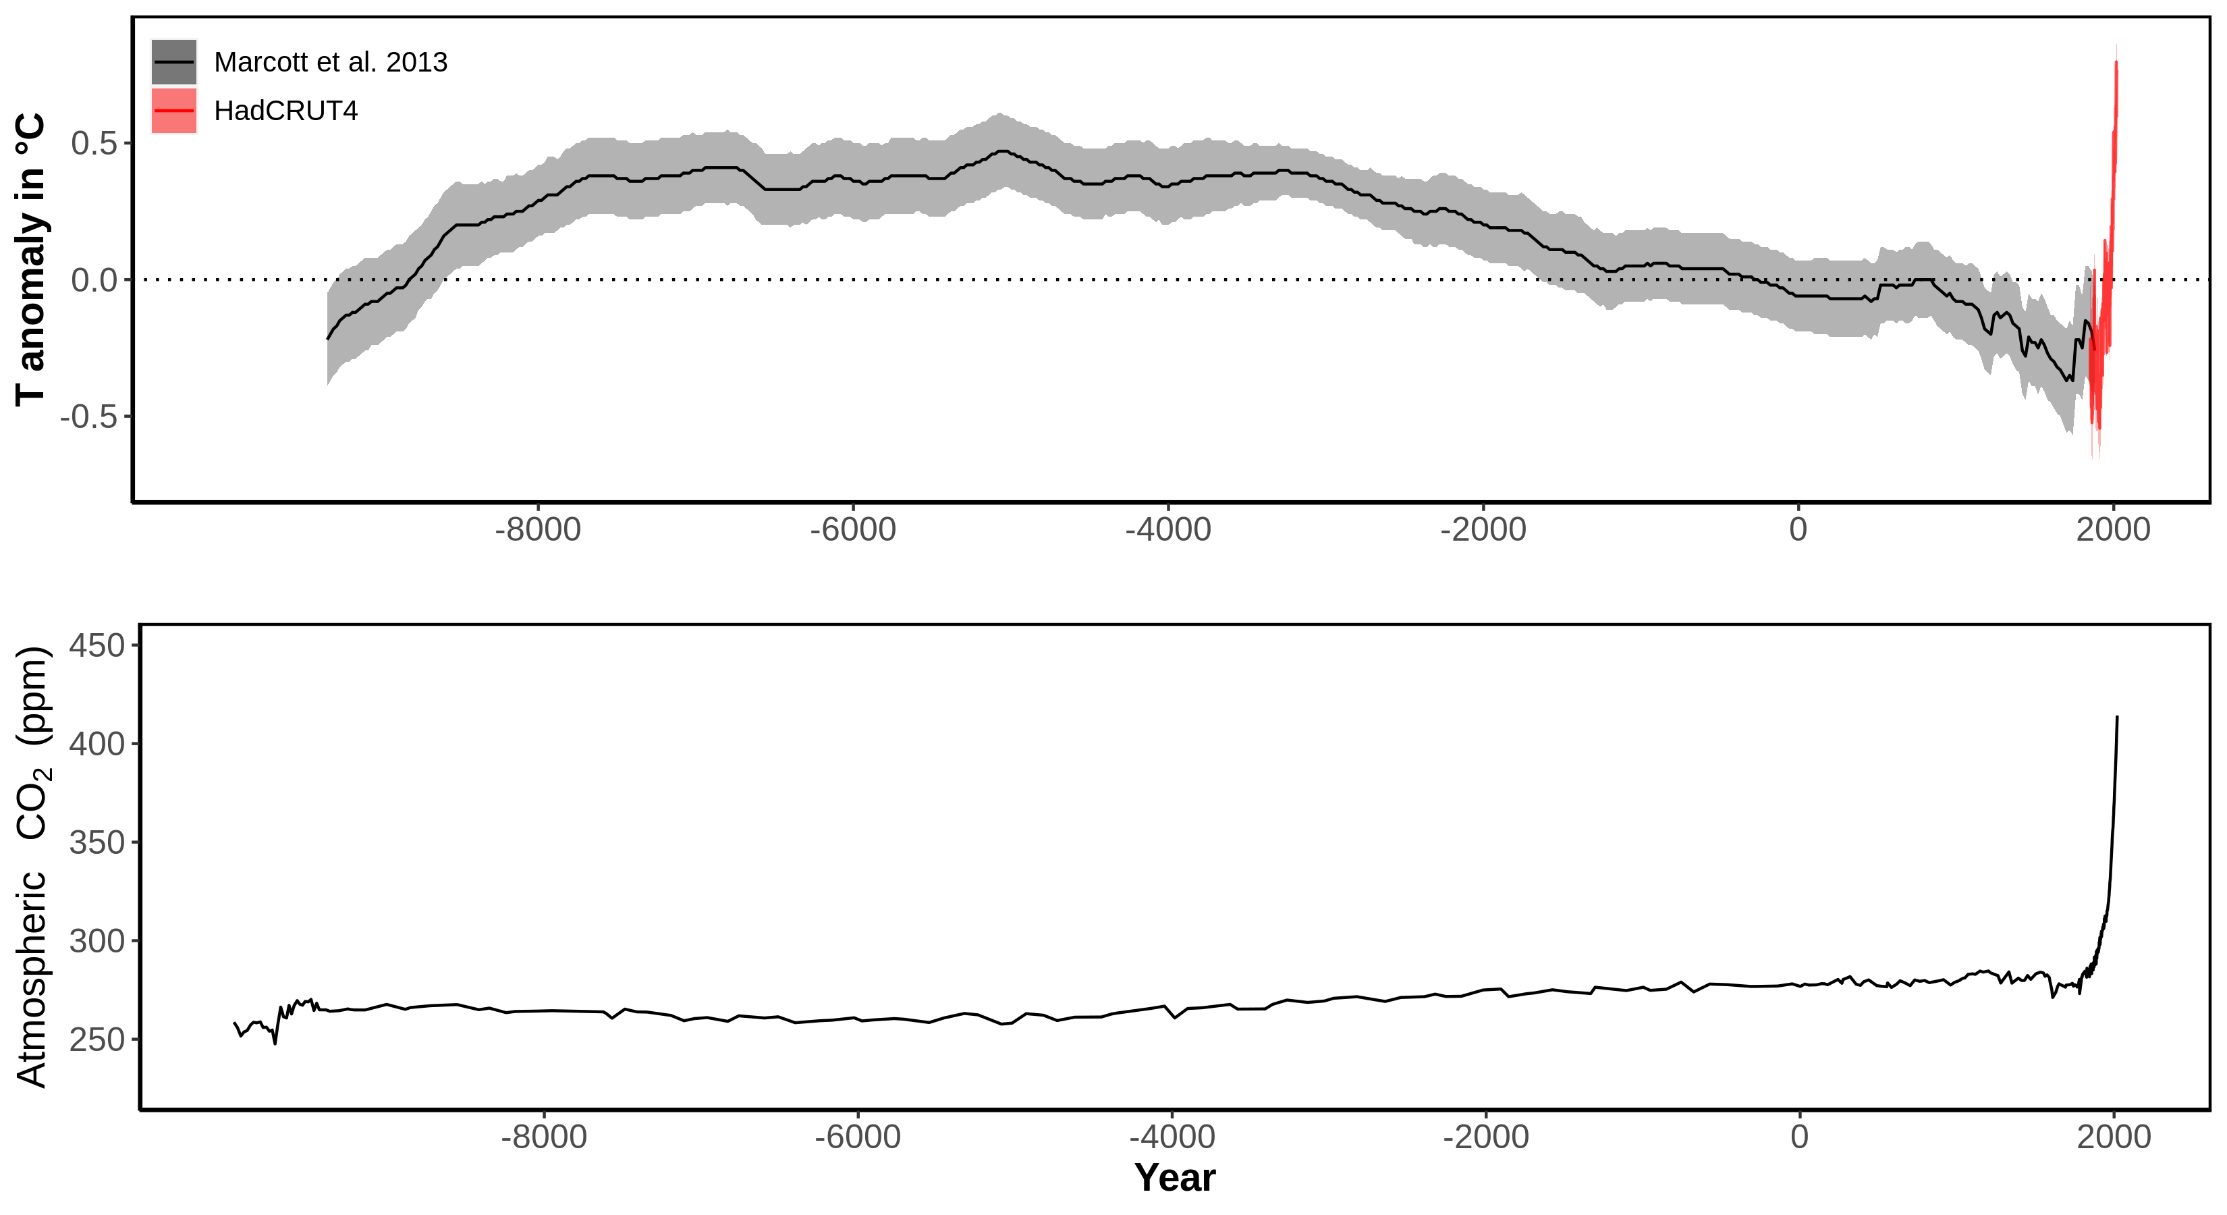 Marcott et al. 2013
HadCRUT4
T anomaly in °C
0.5
0.0
-0.5
-8000 -6000 -4000 -2000 0 2000
Atmospheric CO₂ (ppm)
450
400
350
300
250
-8000 -6000 -4000 -2000 0 2000
Year